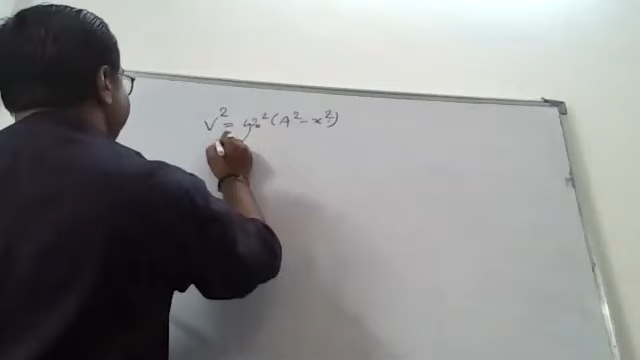 v² = ω₀²(A² - x²)